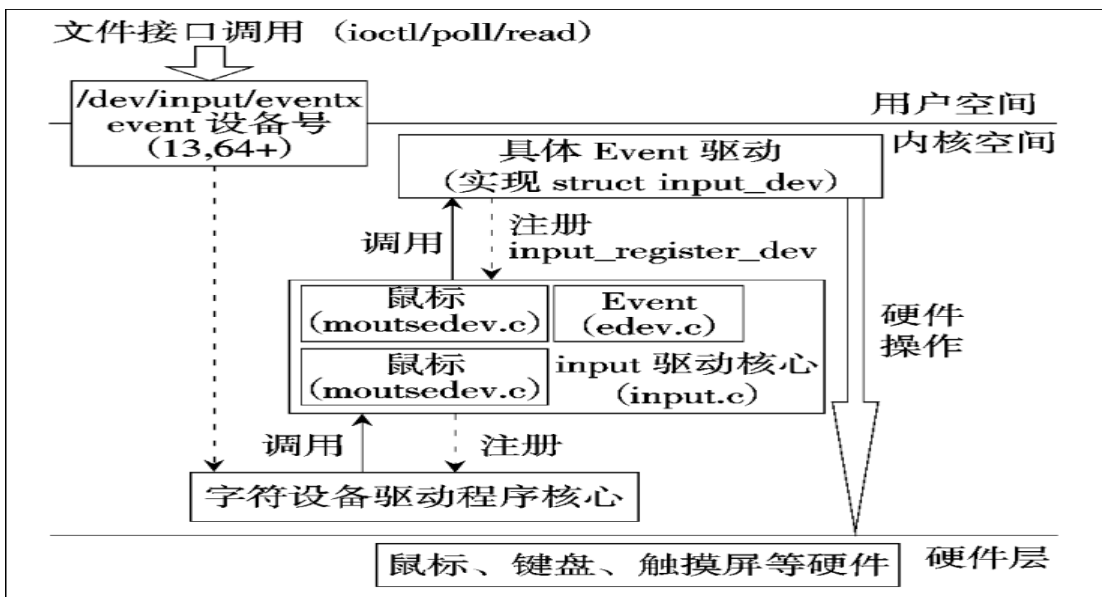 文件接口调用 (ioctl/poll/read)
/dev/input/eventx
event 设备号
(13,64+)
用户空间
内核空间
具体 Event 驱动
(实现 struct input_dev)
调用
注册
input_register_dev
鼠标
(moutsedev.c)
Event
(edev.c)
鼠标
(moutsedev.c)
input 驱动核心
(input.c)
硬件
操作
调用
注册
字符设备驱动程序核心
鼠标、键盘、触摸屏等硬件
硬件层